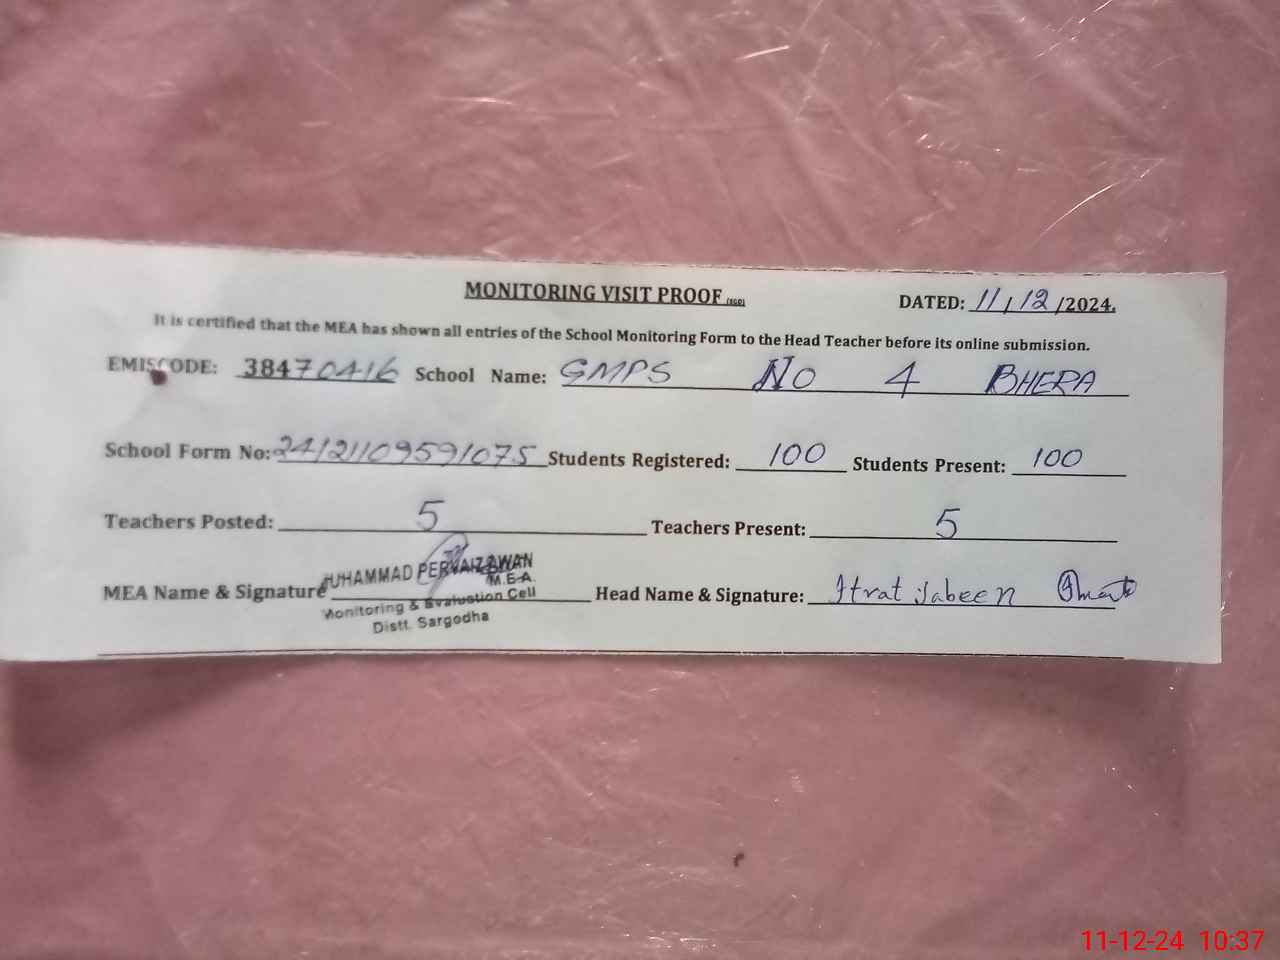 MONITORING VISIT PROOF (SGD)
DATED: 11/12/2024.
It is certified that the MEA has shown all entries of the School Monitoring Form to the Head Teacher before its online submission.
EMISCODE: 38470416 School Name: GMPS No 4 BHERA
School Form No: 24121109591075 Students Registered: 100 Students Present: 100
Teachers Posted: 5 Teachers Present: 5
MEA Name & Signature MUHAMMAD PERVAIZ AWAN Head Name & Signature: Itrat Jabeen
M.E.A.
Monitoring & Evaluation Cell
Distt. Sargodha
11-12-24 10:37